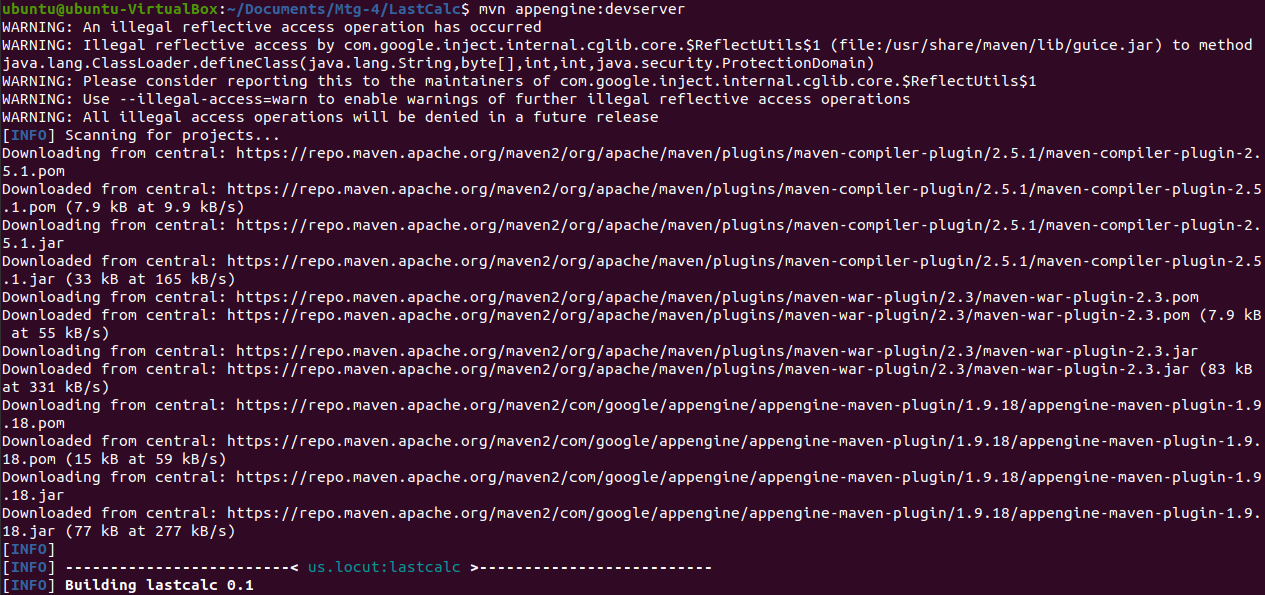 ubuntu@ubuntu-VirtualBox:~/Documents/Mtg-4/LastCalc$ mvn appengine:devserver
WARNING: An illegal reflective access operation has occurred
WARNING: Illegal reflective access by com.google.inject.internal.cglib.core.$ReflectUtils$1 (file:/usr/share/maven/lib/guice.jar) to method
java.lang.ClassLoader.defineClass(java.lang.String,byte[],int,int,java.security.ProtectionDomain)
WARNING: Please consider reporting this to the maintainers of com.google.inject.internal.cglib.core.$ReflectUtils$1
WARNING: Use --illegal-access=warn to enable warnings of further illegal reflective access operations
WARNING: All illegal access operations will be denied in a future release
[INFO] Scanning for projects...
Downloading from central: https://repo.maven.apache.org/maven2/org/apache/maven/plugins/maven-compiler-plugin/2.5.1/maven-compiler-plugin-2.
5.1.pom
Downloaded from central: https://repo.maven.apache.org/maven2/org/apache/maven/plugins/maven-compiler-plugin/2.5.1/maven-compiler-plugin-2.5
.1.pom (7.9 kB at 9.9 kB/s)
Downloading from central: https://repo.maven.apache.org/maven2/org/apache/maven/plugins/maven-compiler-plugin/2.5.1/maven-compiler-plugin-2.
5.1.jar
Downloaded from central: https://repo.maven.apache.org/maven2/org/apache/maven/plugins/maven-compiler-plugin/2.5.1/maven-compiler-plugin-2.5
.1.jar (33 kB at 165 kB/s)
Downloading from central: https://repo.maven.apache.org/maven2/org/apache/maven/plugins/maven-war-plugin/2.3/maven-war-plugin-2.3.pom
Downloaded from central: https://repo.maven.apache.org/maven2/org/apache/maven/plugins/maven-war-plugin/2.3/maven-war-plugin-2.3.pom (7.9 kB
 at 55 kB/s)
Downloading from central: https://repo.maven.apache.org/maven2/org/apache/maven/plugins/maven-war-plugin/2.3/maven-war-plugin-2.3.jar
Downloaded from central: https://repo.maven.apache.org/maven2/org/apache/maven/plugins/maven-war-plugin/2.3/maven-war-plugin-2.3.jar (83 kB
at 331 kB/s)
Downloading from central: https://repo.maven.apache.org/maven2/com/google/appengine/appengine-maven-plugin/1.9.18/appengine-maven-plugin-1.9
.18.pom
Downloaded from central: https://repo.maven.apache.org/maven2/com/google/appengine/appengine-maven-plugin/1.9.18/appengine-maven-plugin-1.9.
18.pom (15 kB at 59 kB/s)
Downloading from central: https://repo.maven.apache.org/maven2/com/google/appengine/appengine-maven-plugin/1.9.18/appengine-maven-plugin-1.9
.18.jar
Downloaded from central: https://repo.maven.apache.org/maven2/com/google/appengine/appengine-maven-plugin/1.9.18/appengine-maven-plugin-1.9.
18.jar (77 kB at 277 kB/s)
[INFO]
[INFO] -------------------------< us.locut:lastcalc >--------------------------
[INFO] Building lastcalc 0.1